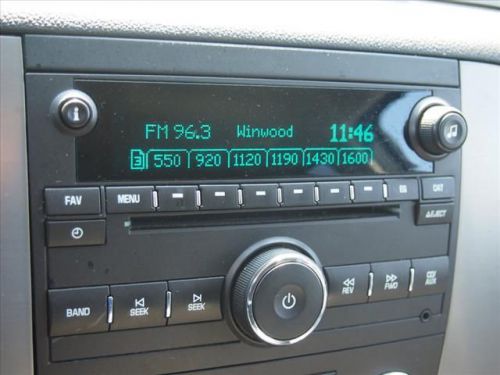 i
FM 96.3 Winwood 11:46
3 550 920 1120 1190 1430 1600
FAV MENU EQ CAT
EJECT
BAND SEEK SEEK REV FWD CD/AUX